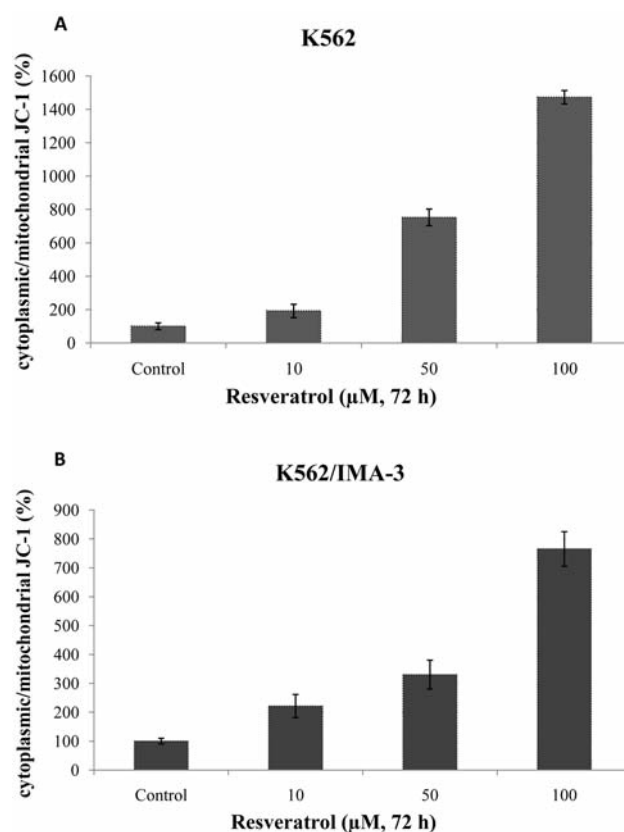 A
K562
cytoplasmic/mitochondrial JC-1 (%)
1600
1400
1200
1000
800
600
400
200
0
Control 10 50 100
Resveratrol (µM, 72 h)
B
K562/IMA-3
cytoplasmic/mitochondrial JC-1 (%)
900
800
700
600
500
400
300
200
100
0
Control 10 50 100
Resveratrol (µM, 72 h)